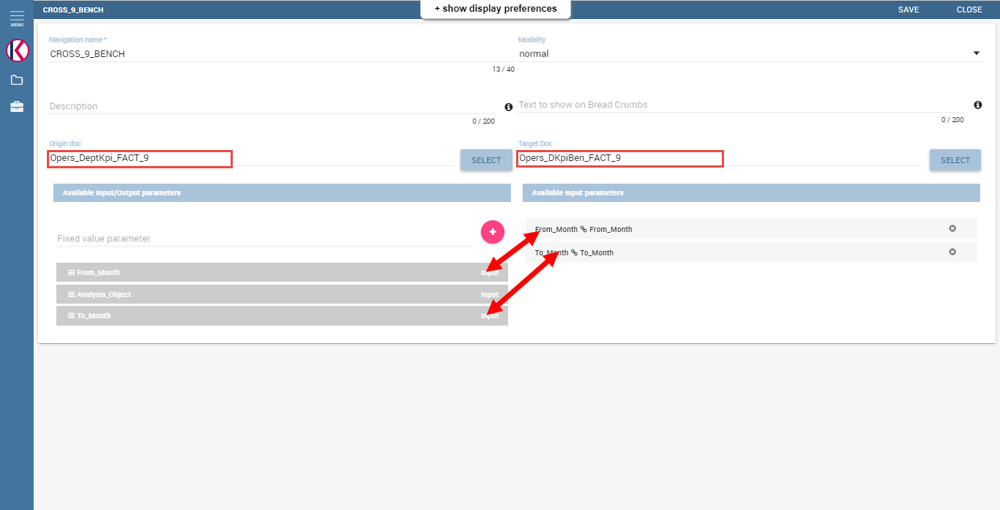 MENU
CROSS_9_BENCH
+ show display preferences
SAVE
CLOSE
Navigation name*
CROSS_9_BENCH
13 / 40
Modality
normal
Description
0 / 200
Text to show on Bread Crumbs
0 / 200
Origin doc
Opers_DeptKpi_FACT_9
SELECT
Target Doc
Opers_DKpiBen_FACT_9
SELECT
Available Input/Output parameters
Fixed value parameter
From_Month Input
Analysis_Object Input
To_Month Input
Available Input parameters
From_Month From_Month
To_Month To_Month